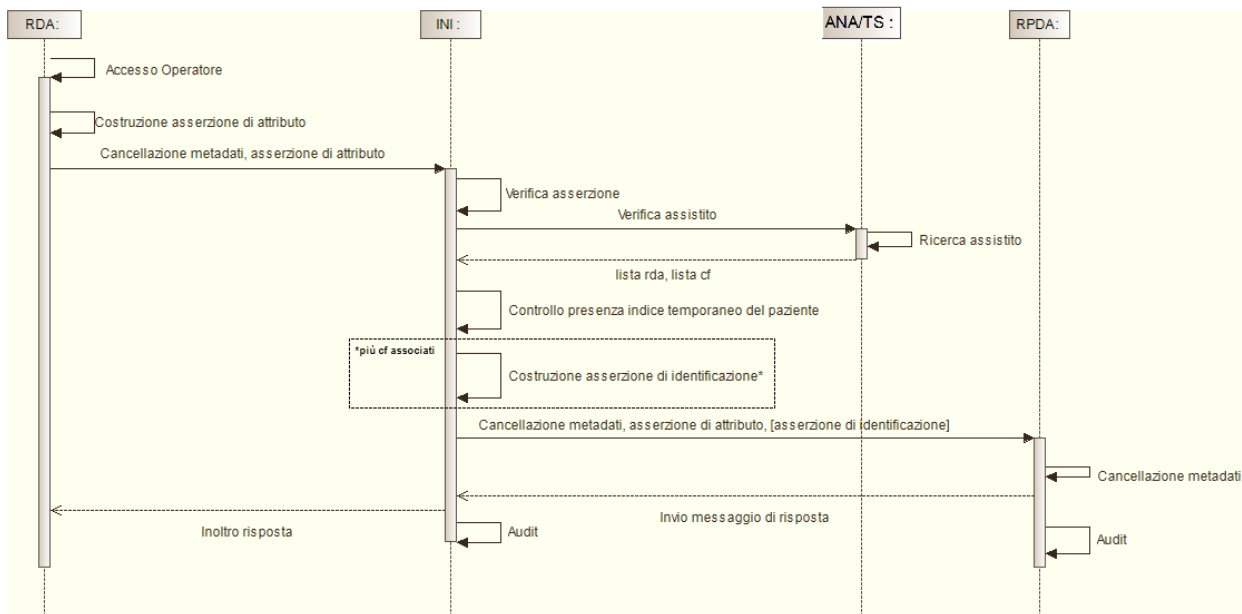 RDA:
INI :
ANA/TS :
RPDA:
Accesso Operatore
Costruzione asserzione di attributo
Cancellazione metadati, asserzione di attributo
Verifica asserzione
Verifica assistito
Ricerca assistito
lista rda, lista cf
Controllo presenza indice temporaneo del paziente
*più cf associati
Costruzione asserzione di identificazione*
Cancellazione metadati, asserzione di attributo, [asserzione di identificazione]
Cancellazione metadati
Invio messaggio di risposta
Inoltro risposta
Audit
Audit